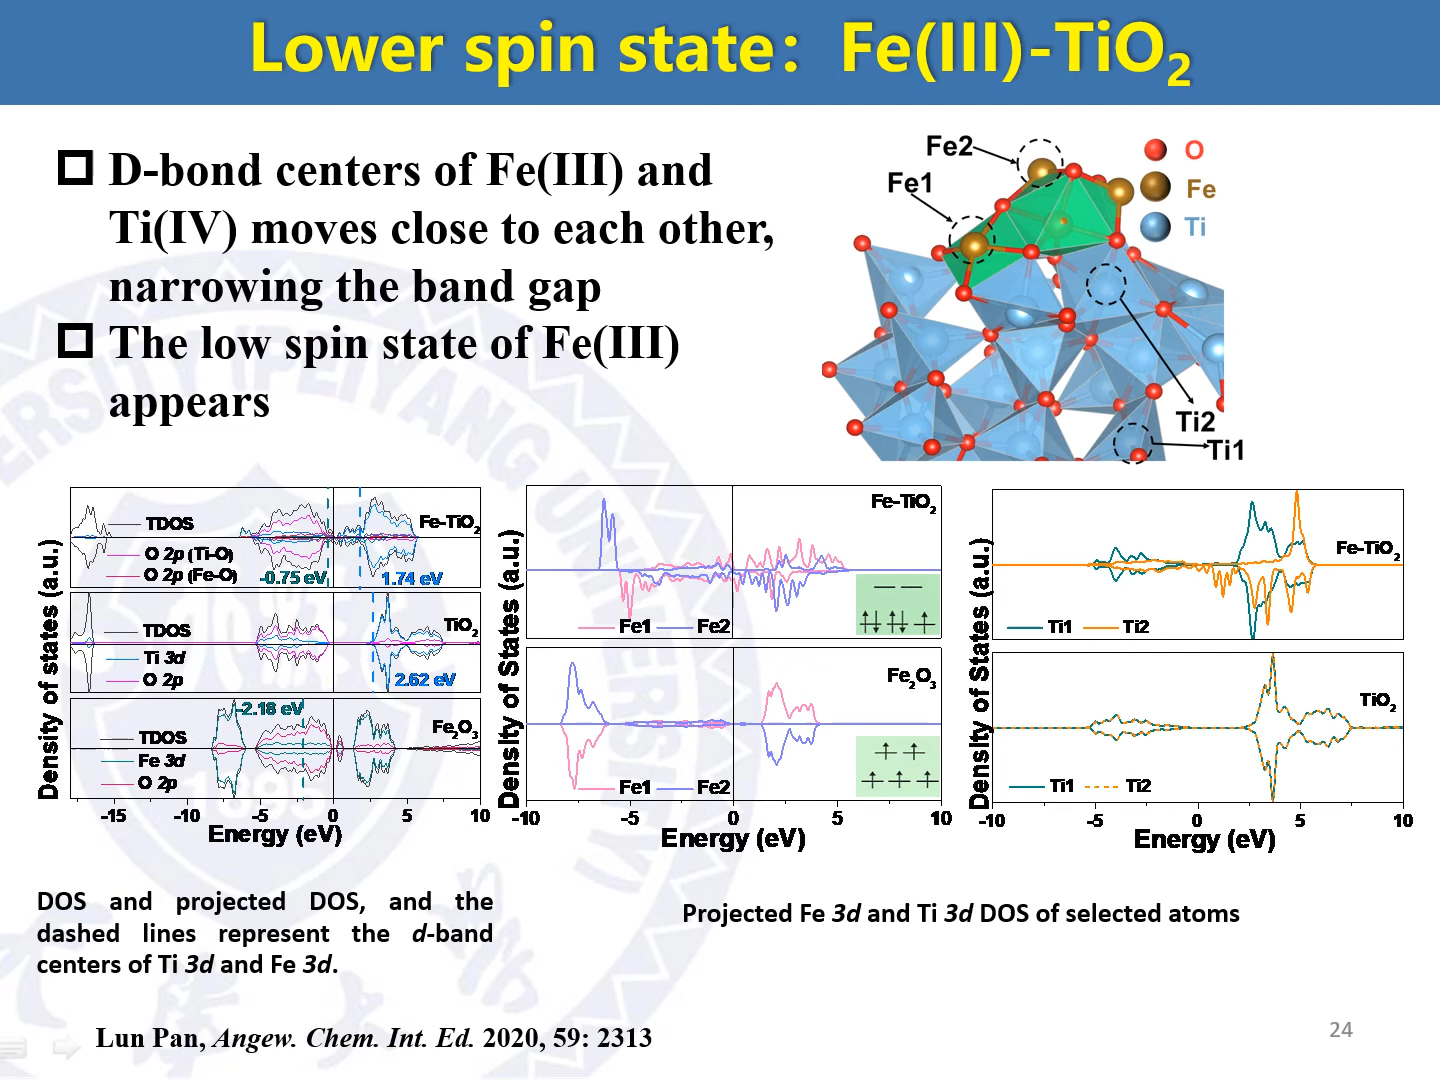 Lower spin state：Fe(III)-TiO2
D-bond centers of Fe(III) and
Ti(IV) moves close to each other,
narrowing the band gap
The low spin state of Fe(III)
appears
Fe2
Fe1
O
Fe
Ti
Ti2
Ti1
Density of states (a.u.)
TDOS
Fe-TiO2
O 2p (Ti-O)
O 2p (Fe-O)
-0.75 eV
1.74 eV
TDOS
TiO2
Ti 3d
O 2p
2.62 eV
-2.18 eV
Fe2O3
TDOS
Fe 3d
O 2p
-15 -10 -5 0 5 10
Energy (eV)
Density of States (a.u.)
Fe-TiO2
Fe1 Fe2
Fe2O3
Fe1 Fe2
-10 -5 0 5 10
Energy (eV)
Density of States (a.u.)
Fe-TiO2
Ti1 Ti2
TiO2
Ti1 Ti2
-10 -5 0 5 10
Energy (eV)
DOS and projected DOS, and the
dashed lines represent the d-band
centers of Ti 3d and Fe 3d.
Projected Fe 3d and Ti 3d DOS of selected atoms
Lun Pan, Angew. Chem. Int. Ed. 2020, 59: 2313
24